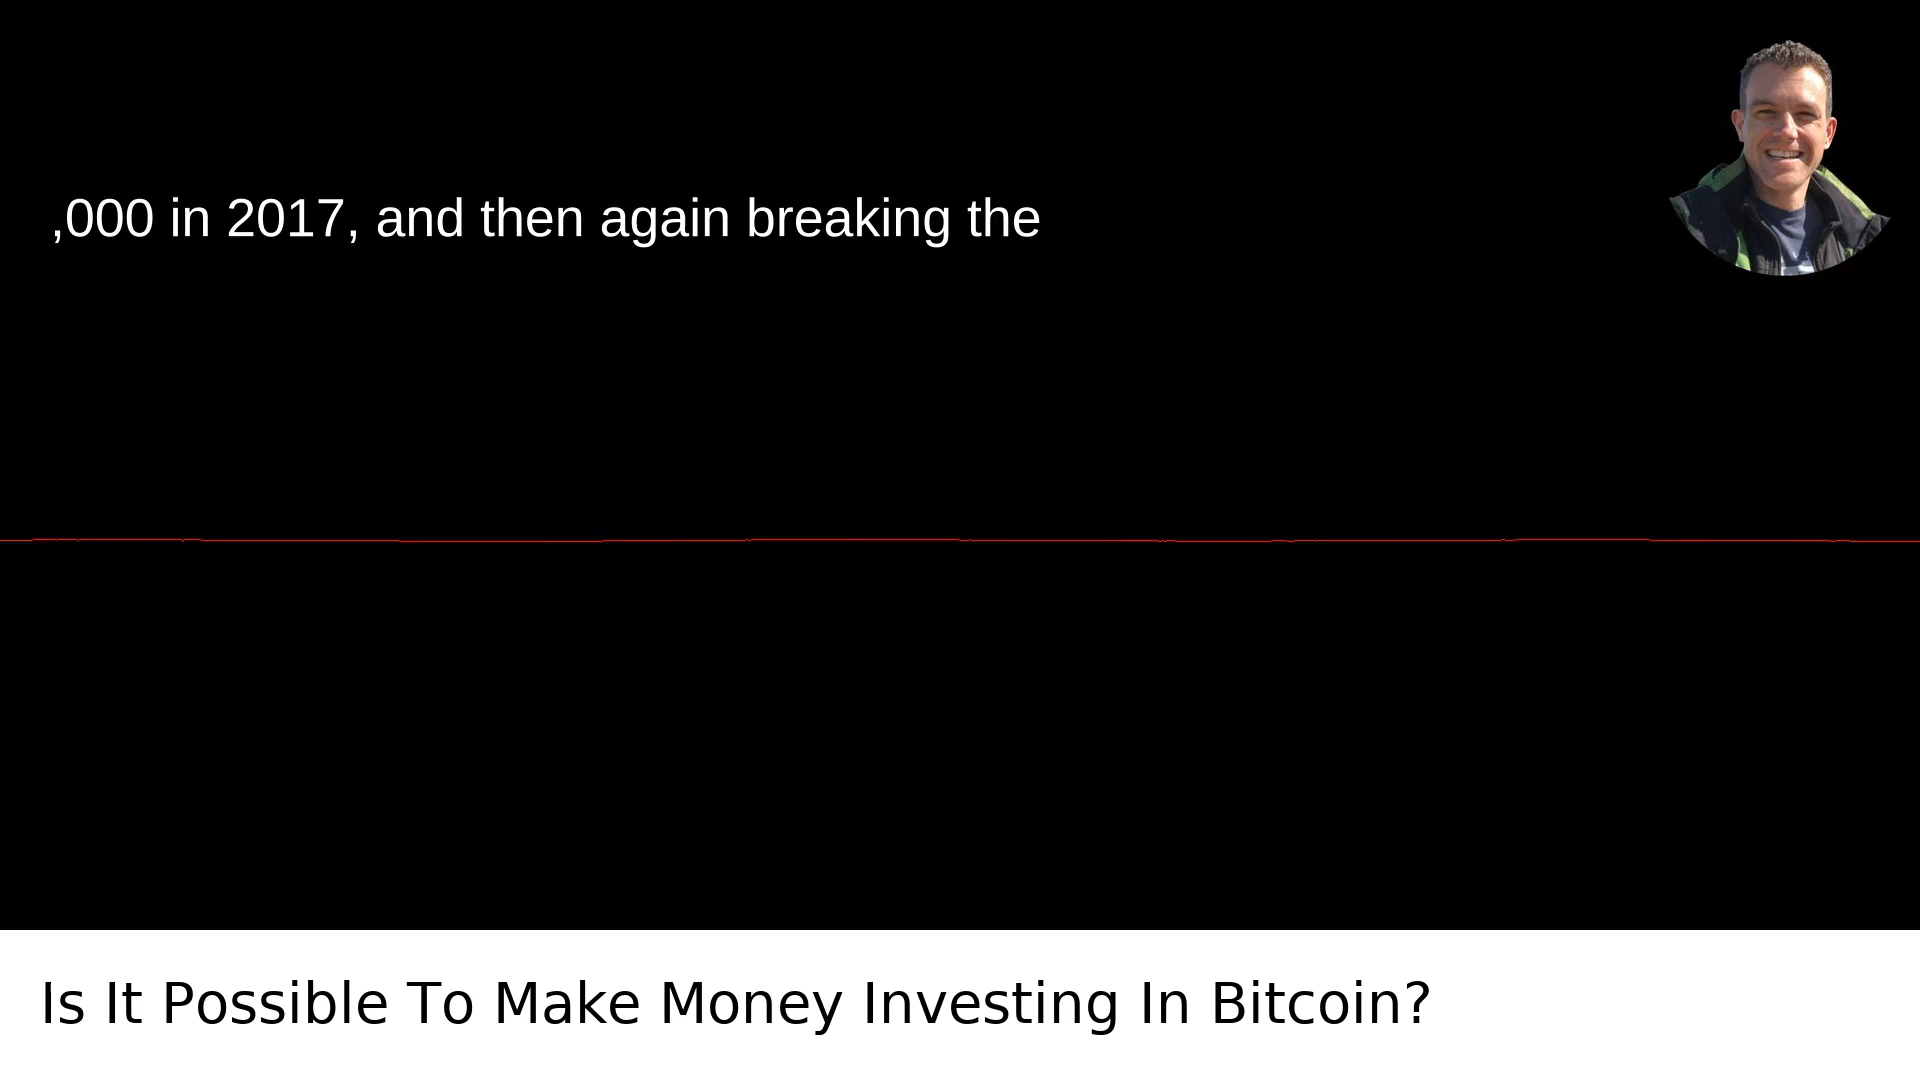 ,000 in 2017, and then again breaking the
Is It Possible To Make Money Investing In Bitcoin?